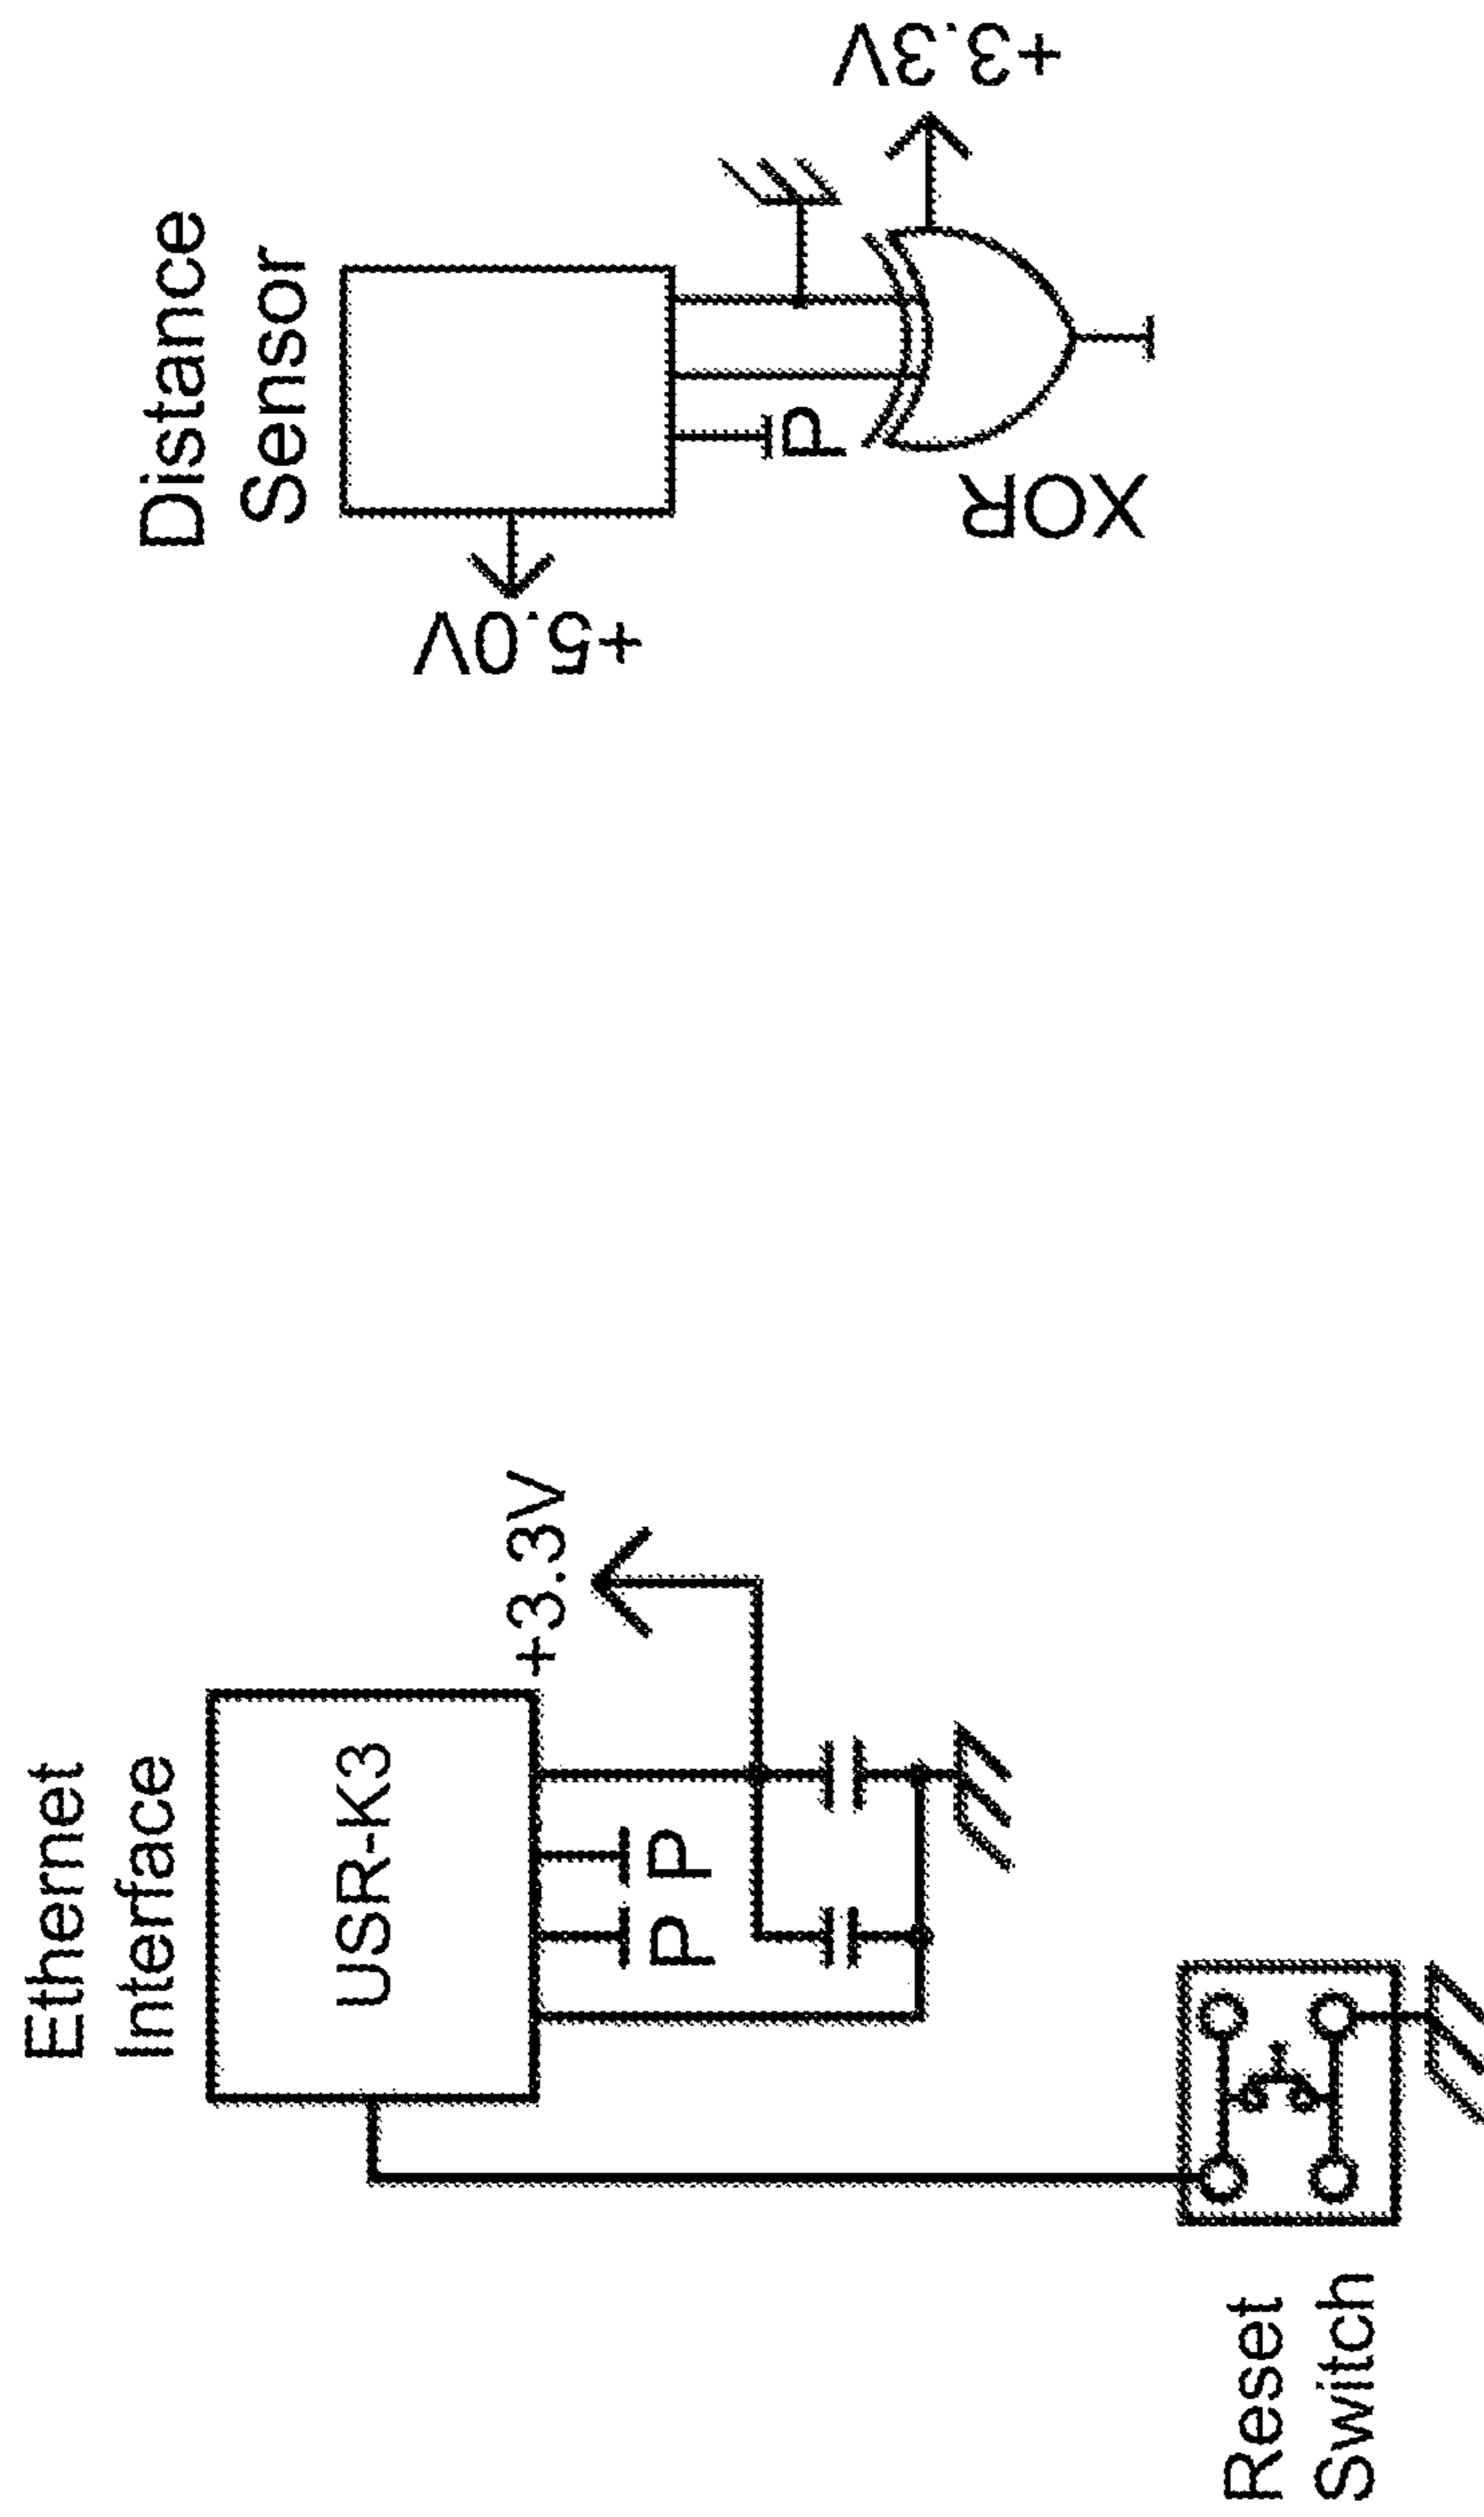 Ethernet
Interface
USR-K3
+3.3V
P
P
Reset
Switch
Distance
Sensor
+5.0V
P
+3.3V
XOR